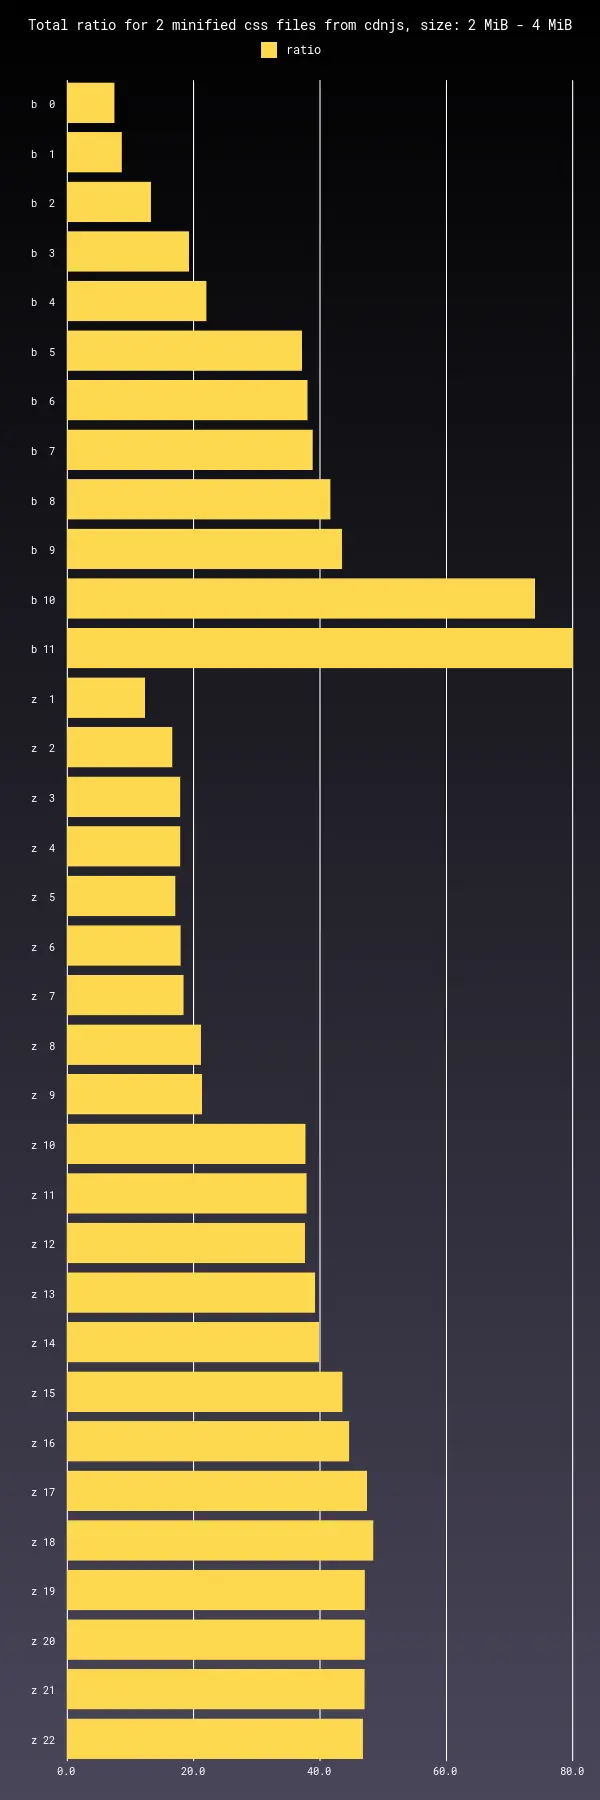 Total ratio for 2 minified css files from cdnjs, size: 2 MiB - 4 MiB
ratio
b 0
b 1
b 2
b 3
b 4
b 5
b 6
b 7
b 8
b 9
b 10
b 11
z 1
z 2
z 3
z 4
z 5
z 6
z 7
z 8
z 9
z 10
z 11
z 12
z 13
z 14
z 15
z 16
z 17
z 18
z 19
z 20
z 21
z 22
0.0 20.0 40.0 60.0 80.0